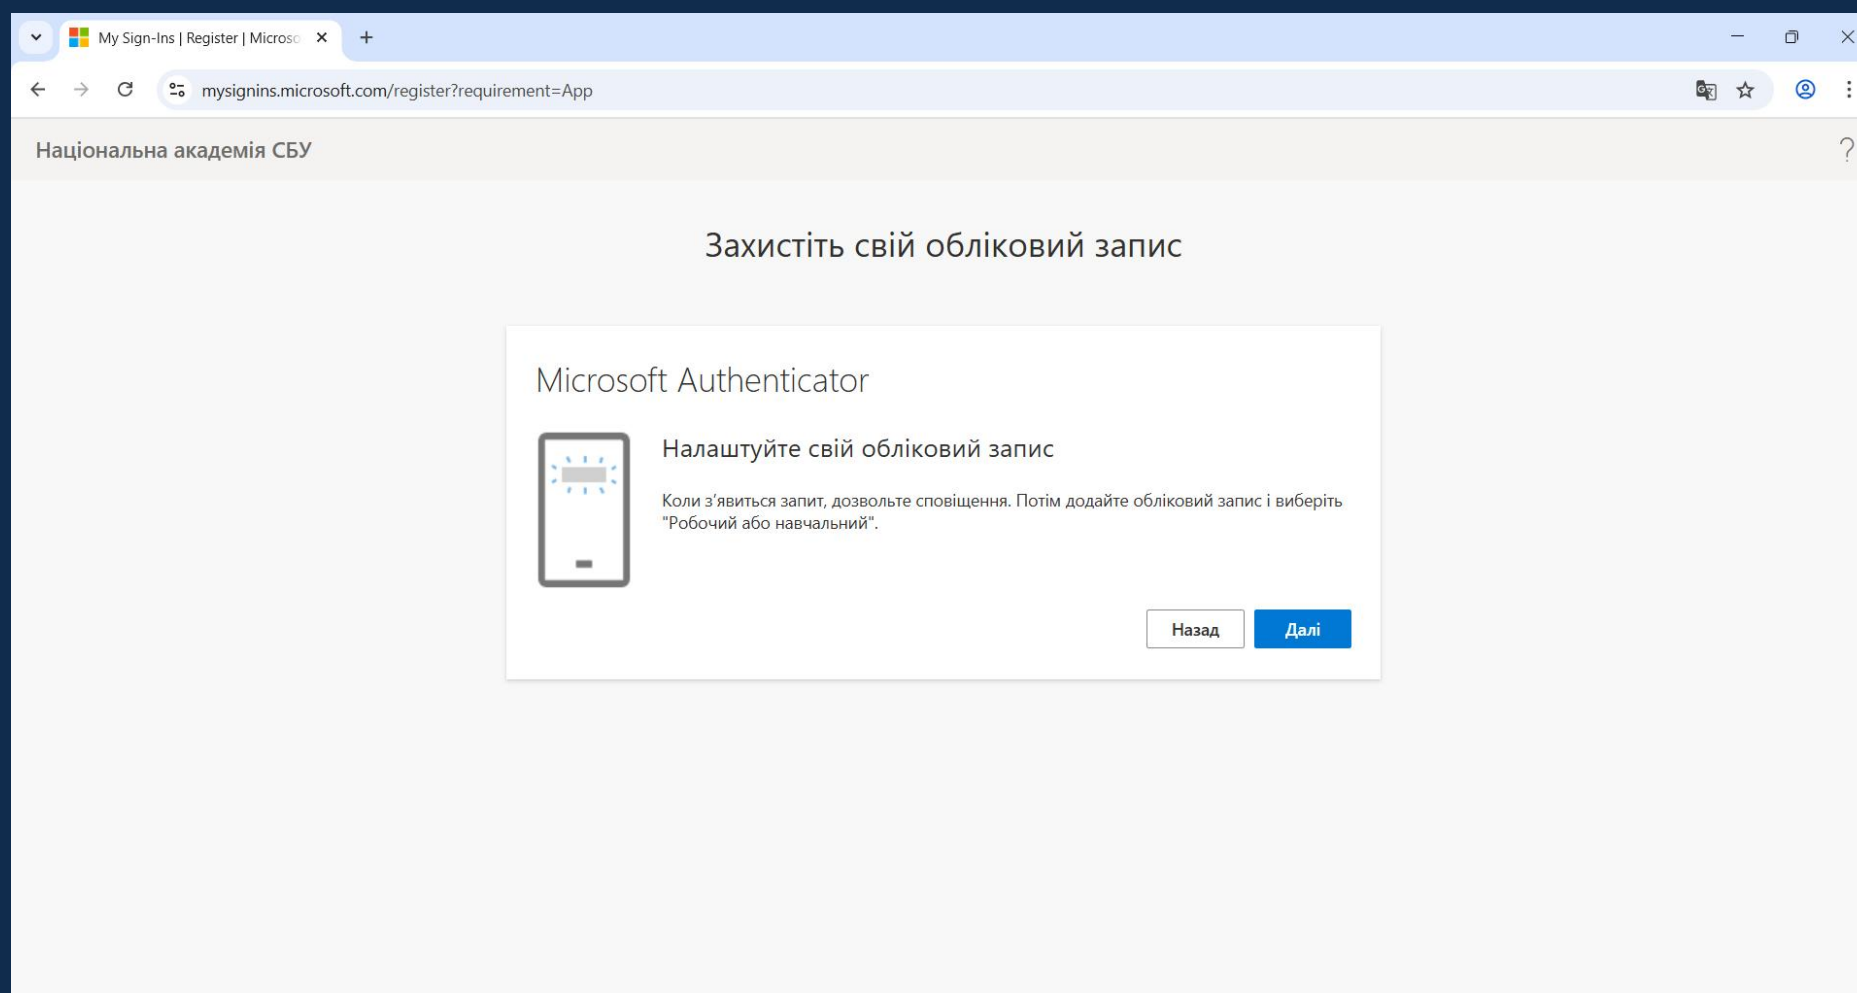 My Sign-Ins | Register | Microso
mysignins.microsoft.com/register?requirement=App
Національна академія СБУ
?
Захистіть свій обліковий запис
Microsoft Authenticator
Налаштуйте свій обліковий запис
Коли з’явиться запит, дозвольте сповіщення. Потім додайте обліковий запис і виберіть
"Робочий або навчальний".
Назад
Далі